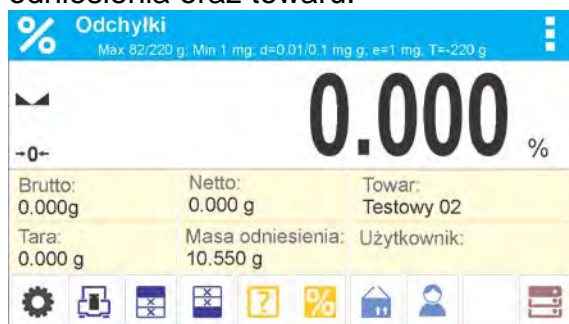 odniesienia oraz towaru.
% Odchyłki
Max 82/220 g; Min 1 mg; d=0.01/0.1 mg g; e=1 mg; T=-220 g
0.000 %
→0←
Brutto: Netto: Towar:
0.000g 0.000 g Testowy 02
Tara: Masa odniesienia: Użytkownik:
0.000 g 10.550 g
? %